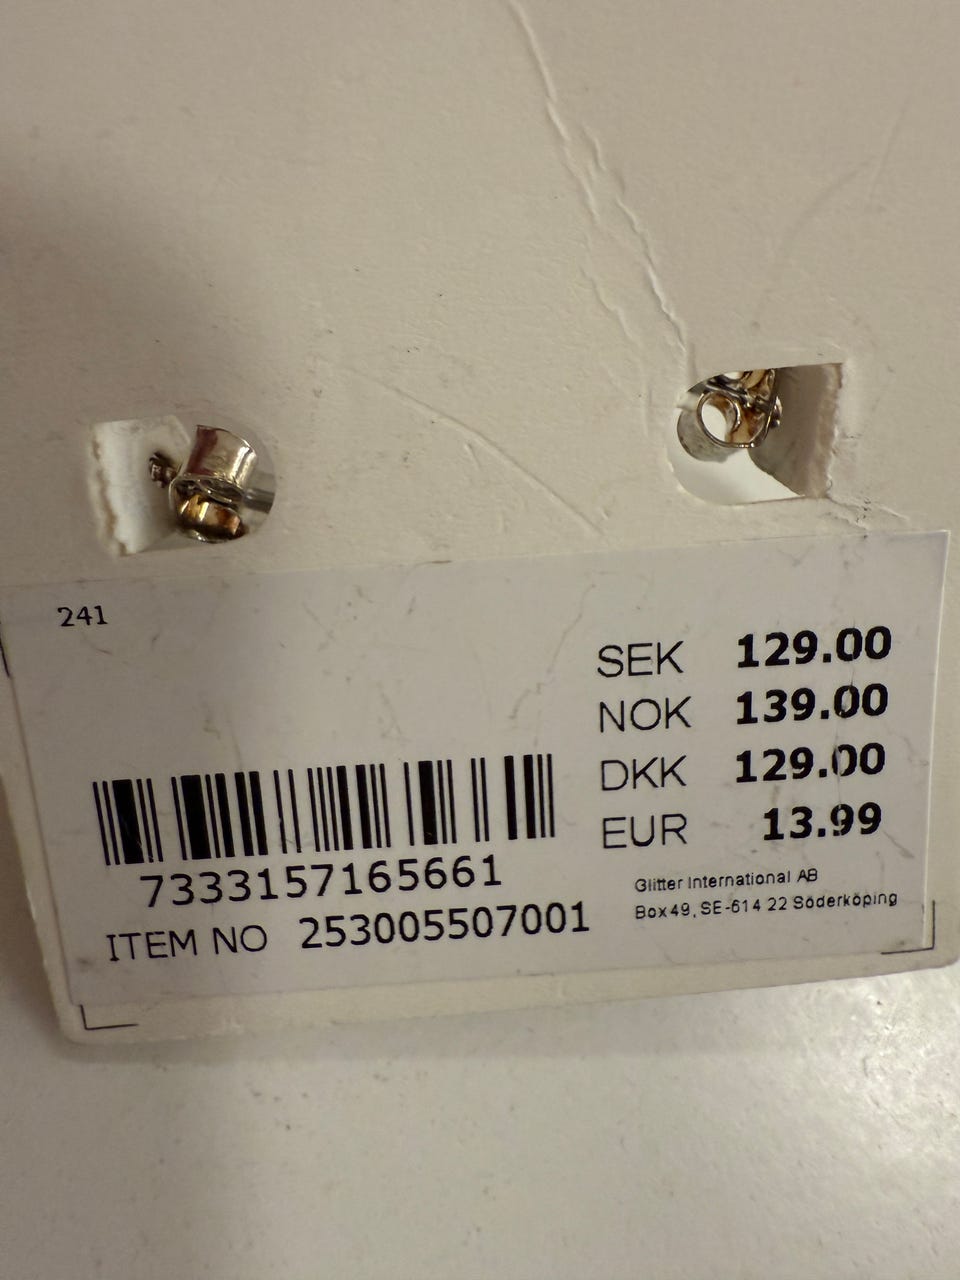 241
SEK 129.00
NOK 139.00
DKK 129.00
EUR 13.99
7333157165661
ITEM NO 253005507001
Glitter International AB
Box 49, SE-614 22 Söderköping